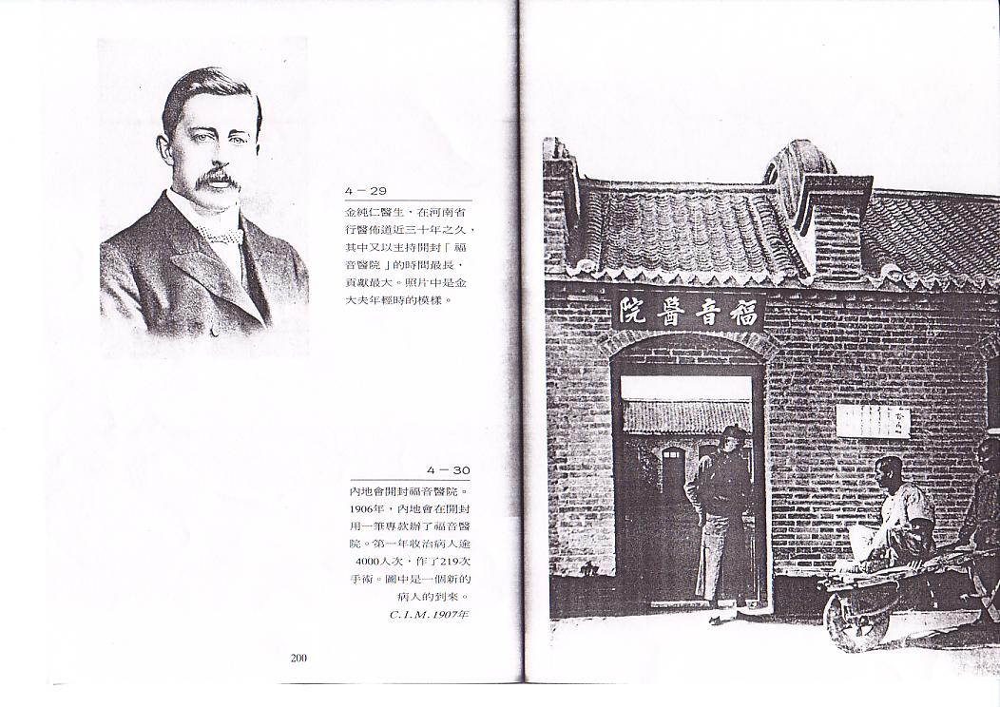 4－29
金純仁醫生，在河南省
行醫佈道近三十年之久，
其中又以主持開封「福
音醫院」的時間最長，
貢獻最大。照片中是金
大夫年輕時的模樣。
4－30
內地會開封福音醫院。
1906年，內地會在開封
用一筆專款辦了福音醫
院。第一年收治病人逾
4000人次，作了219次
手術。圖中是一個新的
病人的到來。
C.I.M.1907年
200
院醫音福